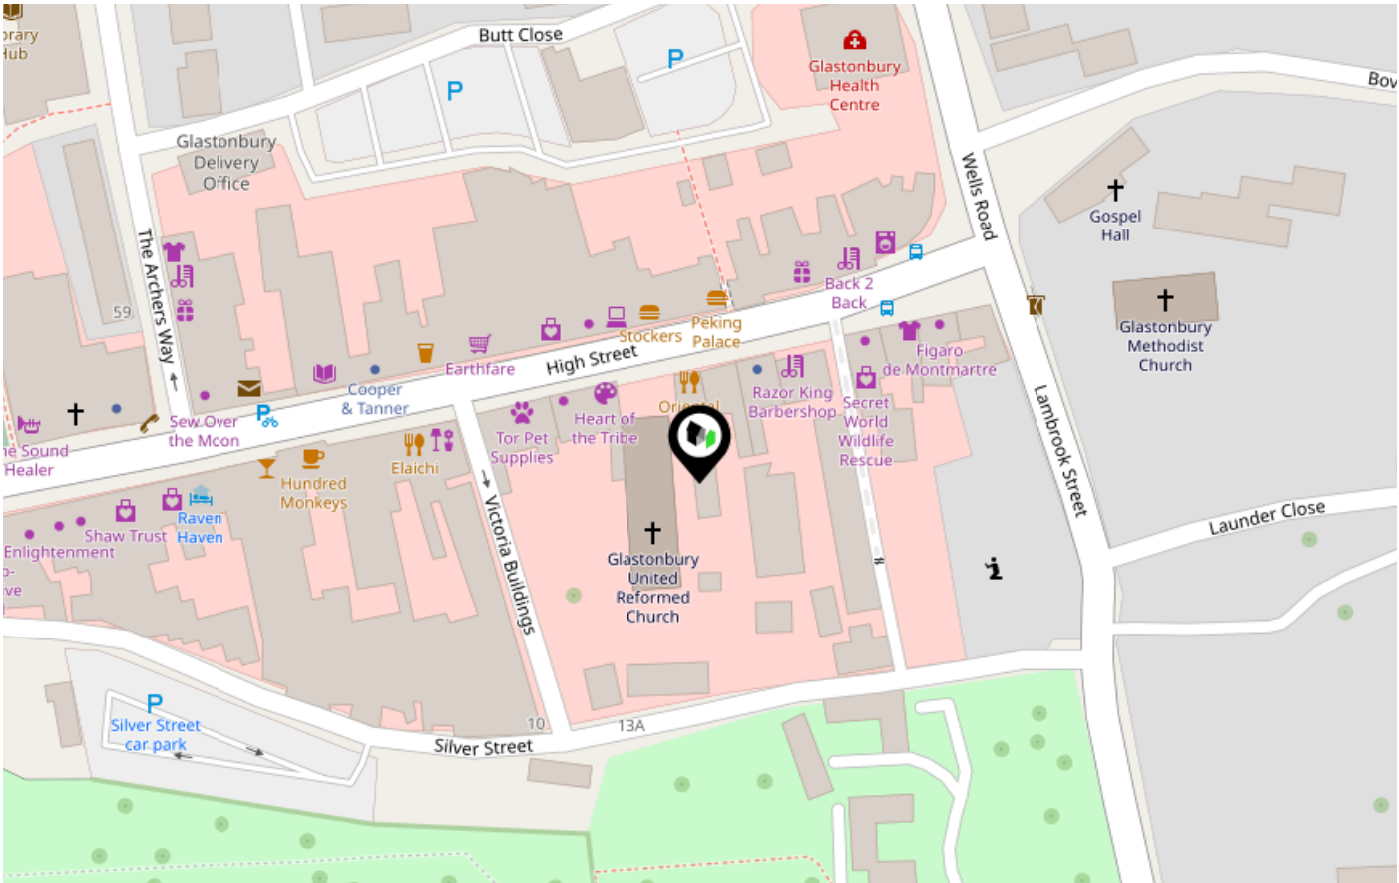 Butt Close
P
P
Glastonbury
Health
Centre
Bov
brary
Hub
Glastonbury
Delivery
Office
Wells Road
Gospel
Hall
The Archers Way
59
Back 2
Back
Glastonbury
Methodist
Church
Stockers
Peking
Palace
High Street
Earthfare
Figaro
de Montmartre
Cooper
& Tanner
Razor King
Barbershop
Oriental
Secret
World
Wildlife
Rescue
Heart of
the Tribe
Sew Over
the Moon
P
Tor Pet
Supplies
Lambrook Street
he Sound
Healer
Elaichi
Hundred
Monkeys
Raven
Haven
Shaw Trust
Enlightenment
o-
ve
Victoria Buildings
Launder Close
Glastonbury
United
Reformed
Church
P
Silver Street
car park
10
13A
Silver Street